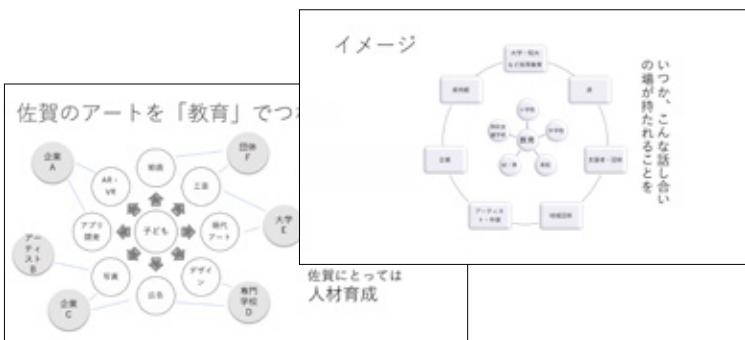 イメージ
大学・短大
など高等教育
美術館
県
企業
支援者・団体
アーティス
ト・作家
地域団体
小学校
中学校
高校
教育
いつか、こんな話し合い
の場が持たれることを
佐賀のアートを「教育」でつ
企業
A
団体
F
AR・
VR
映画
工芸
アプリ
開発
子ども
現代
アート
大学
E
アー
ティ
スト
B
写真
広告
デザイ
ン
企業
C
専門
学校
D
佐賀にとっては
人材育成